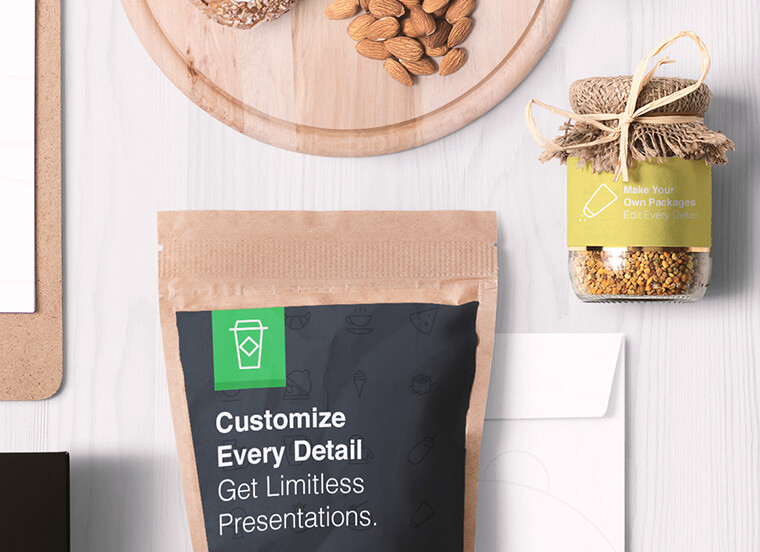 Make Your
Own Packages
Edit Every Detail
Customize
Every Detail
Get Limitless
Presentations.